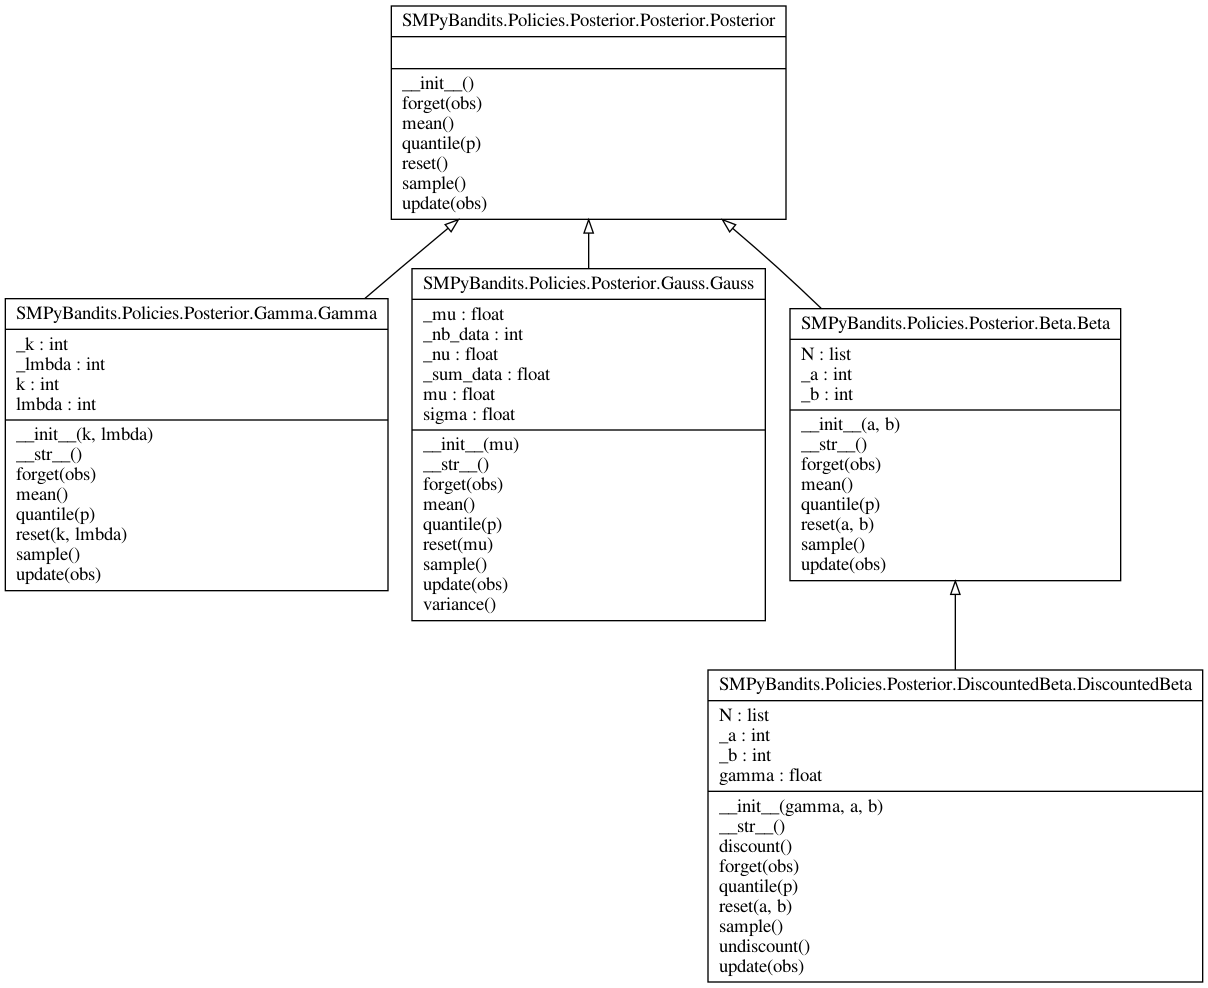 SMPyBandits.Policies.Posterior.Posterior.Posterior
__init__()
forget(obs)
mean()
quantile(p)
reset()
sample()
update(obs)
SMPyBandits.Policies.Posterior.Gamma.Gamma
_k : int
_lmbda : int
k : int
lmbda : int
__init__(k, lmbda)
__str__()
forget(obs)
mean()
quantile(p)
reset(k, lmbda)
sample()
update(obs)
SMPyBandits.Policies.Posterior.Gauss.Gauss
_mu : float
_nb_data : int
_nu : float
_sum_data : float
mu : float
sigma : float
__init__(mu)
__str__()
forget(obs)
mean()
quantile(p)
reset(mu)
sample()
update(obs)
variance()
SMPyBandits.Policies.Posterior.Beta.Beta
N : list
_a : int
_b : int
__init__(a, b)
__str__()
forget(obs)
mean()
quantile(p)
reset(a, b)
sample()
update(obs)
SMPyBandits.Policies.Posterior.DiscountedBeta.DiscountedBeta
N : list
_a : int
_b : int
gamma : float
__init__(gamma, a, b)
__str__()
discount()
forget(obs)
quantile(p)
reset(a, b)
sample()
undiscount()
update(obs)